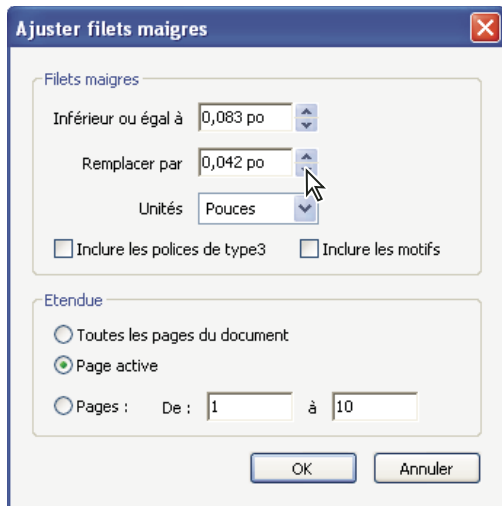 Ajuster filets maigres
Filets maigres
Inférieur ou égal à 0,083 po
Remplacer par 0,042 po
Unités Pouces
Inclure les polices de type3 Inclure les motifs
Etendue
Toutes les pages du document
Page active
Pages : De : 1 à 10
OK Annuler